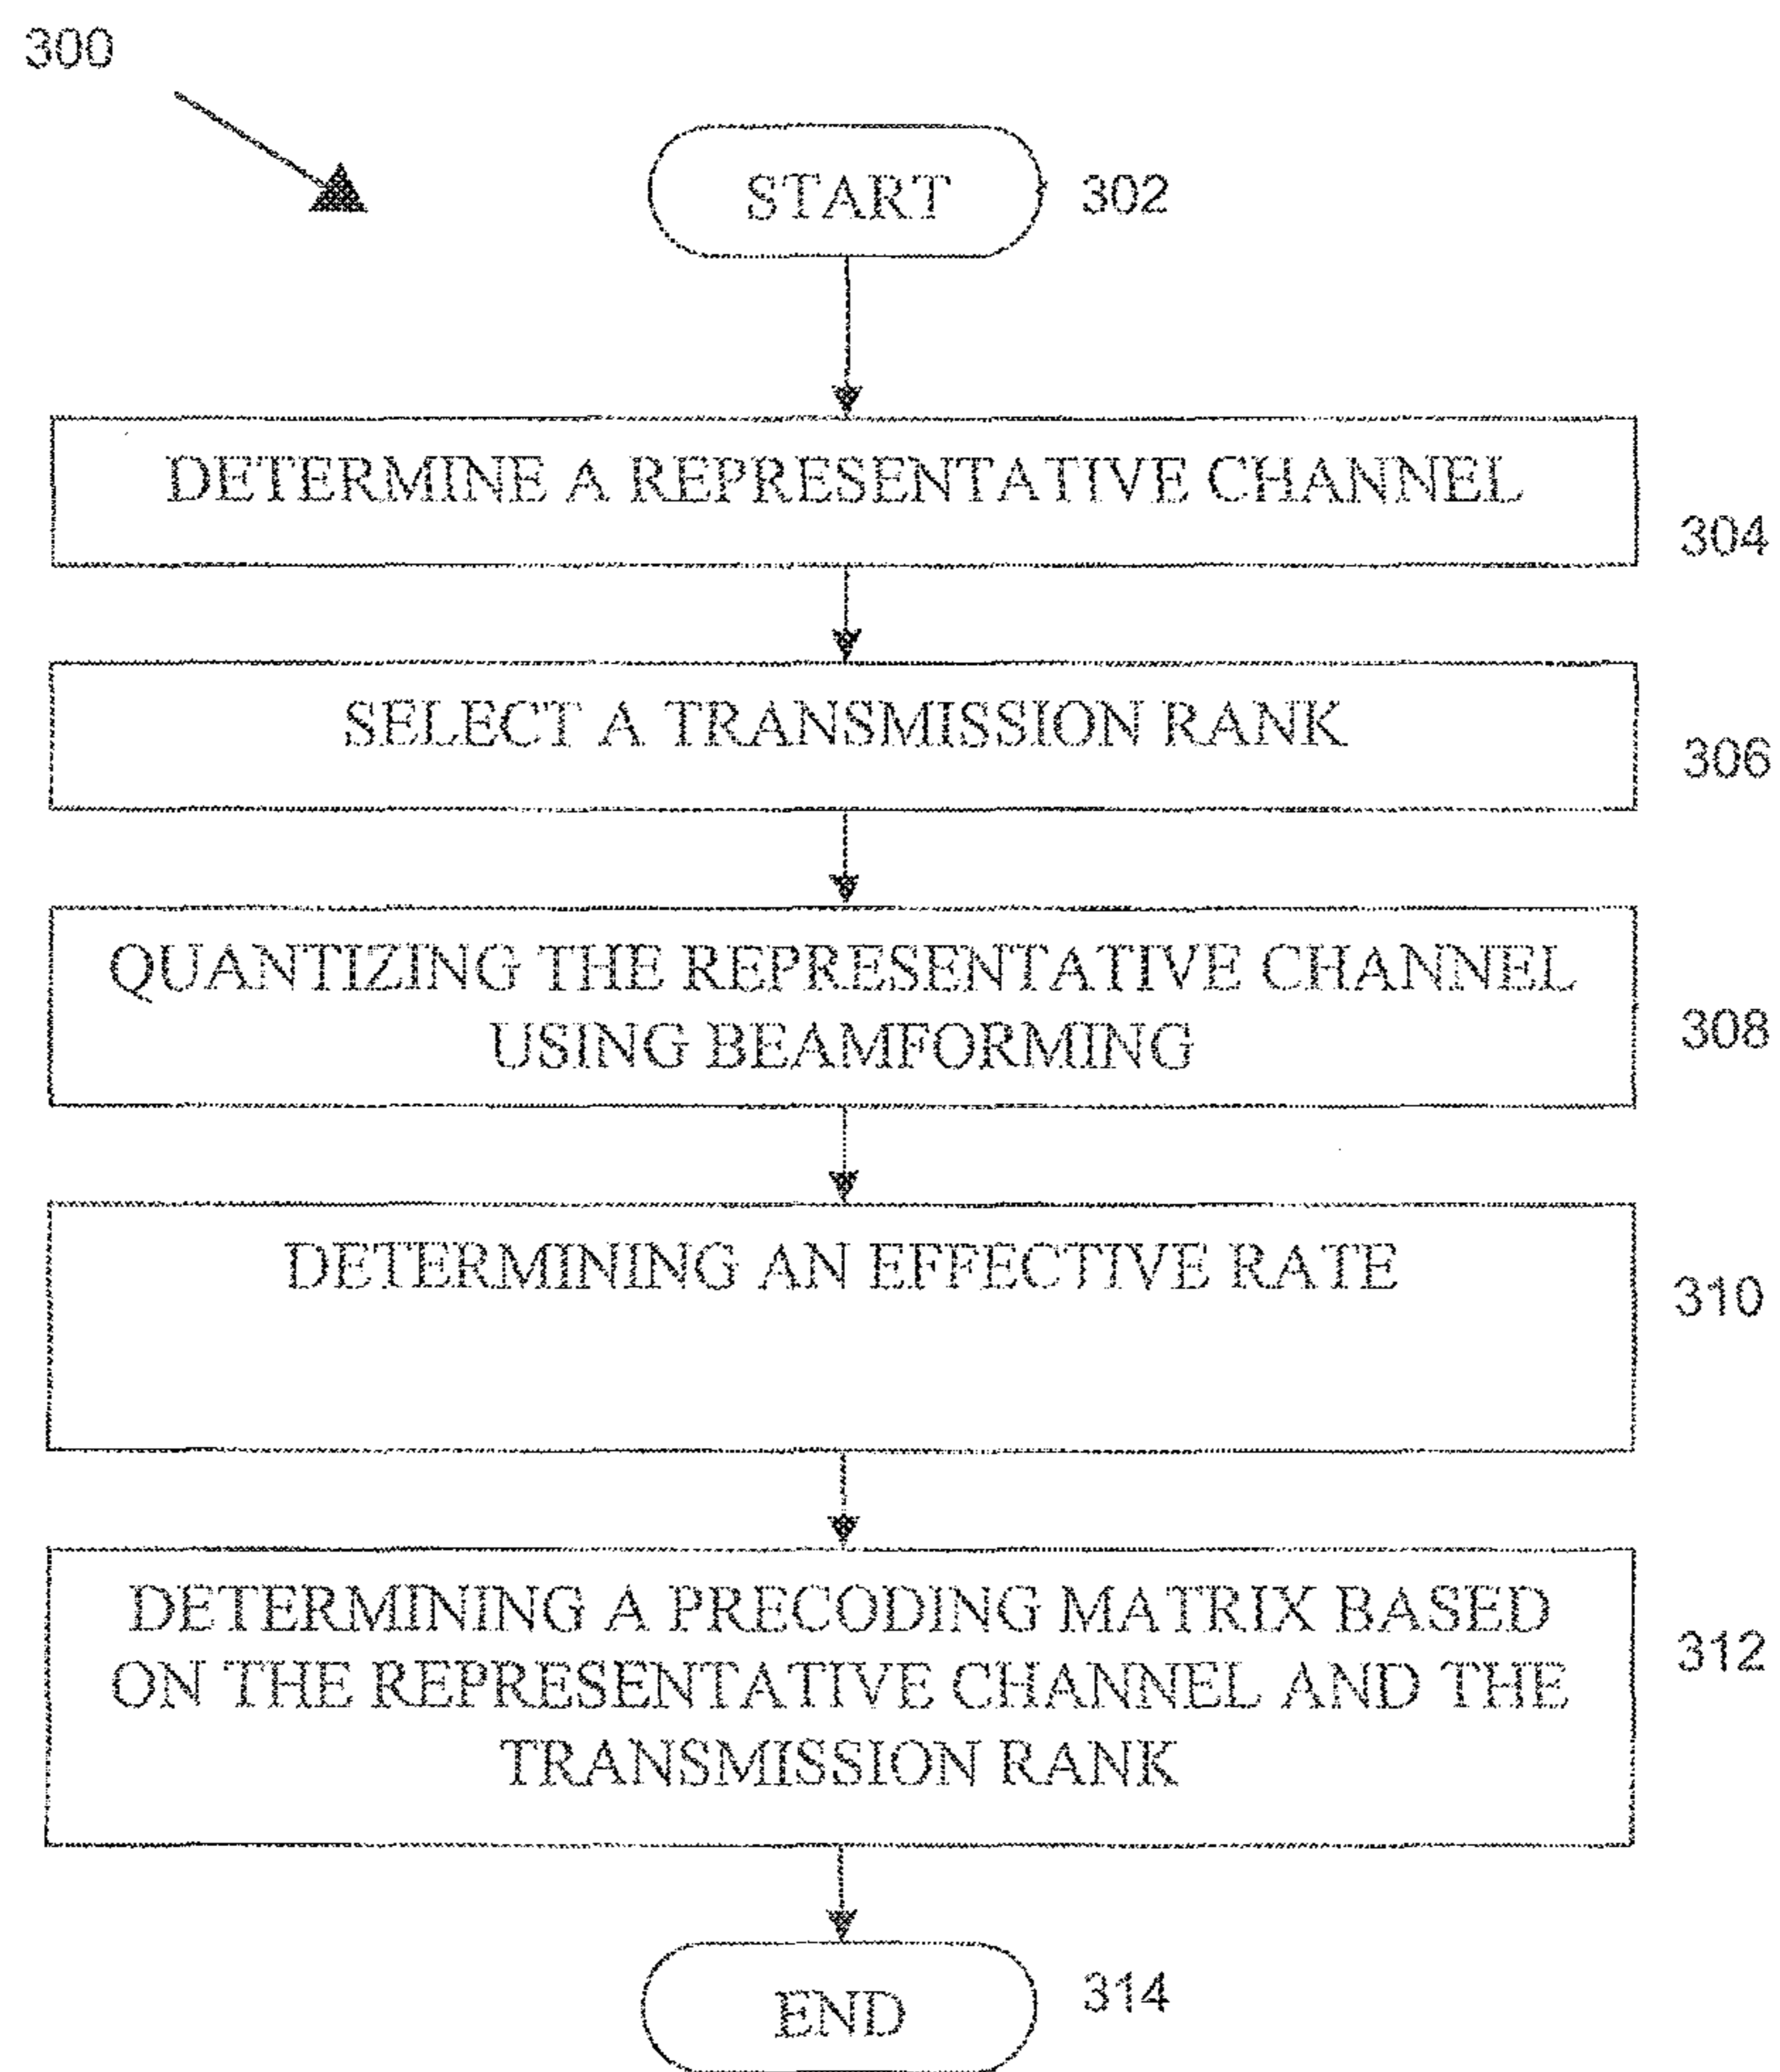 300
START 302
DETERMINE A REPRESENTATIVE CHANNEL
304
SELECT A TRANSMISSION RANK
306
QUANTIZING THE REPRESENTATIVE CHANNEL
USING BEAMFORMING
308
DETERMINING AN EFFECTIVE RATE
310
DETERMINING A PRECODING MATRIX BASED
ON THE REPRESENTATIVE CHANNEL AND THE
TRANSMISSION RANK
312
END 314